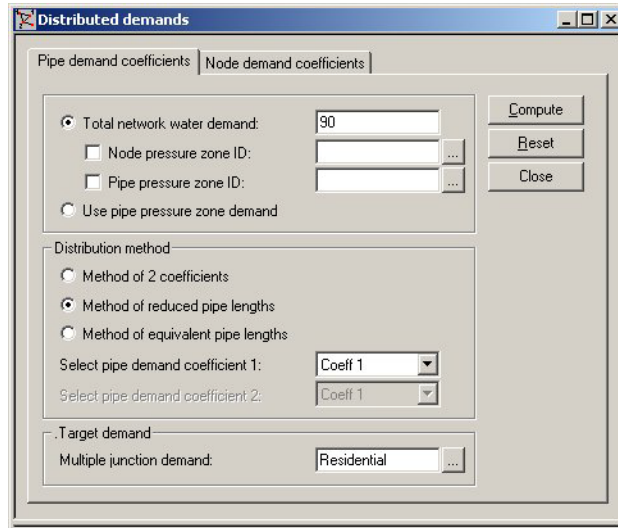 Distributed demands
Pipe demand coefficients
Node demand coefficients
Total network water demand: 90
Node pressure zone ID: ...
Pipe pressure zone ID: ...
Use pipe pressure zone demand
Compute
Reset
Close
Distribution method
Method of 2 coefficients
Method of reduced pipe lengths
Method of equivalent pipe lengths
Select pipe demand coefficient 1: Coeff 1
Select pipe demand coefficient 2: Coeff 1
.Target demand
Multiple junction demand: Residential ...